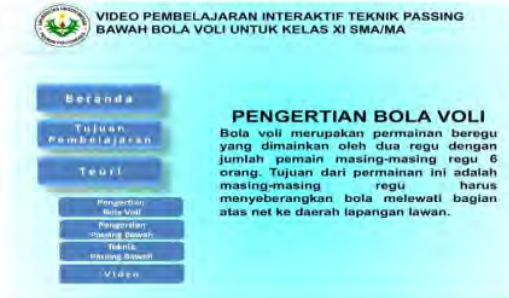 VIDEO PEMBELAJARAN INTERAKTIF TEKNIK PASSING
BAWAH BOLA VOLI UNTUK KELAS XI SMA/MA
Beranda
Tujuan
Pembelajaran
Teori
Pengertian
Bola Voli
Pengertian
Passing Bawah
Teknik
Passing Bawah
Video
PENGERTIAN BOLA VOLI
Bola voli merupakan permainan beregu
yang dimainkan oleh dua regu dengan
jumlah pemain masing-masing regu 6
orang. Tujuan dari permainan ini adalah
masing-masing regu harus
menyeberangkan bola melewati bagian
atas net ke daerah lapangan lawan.